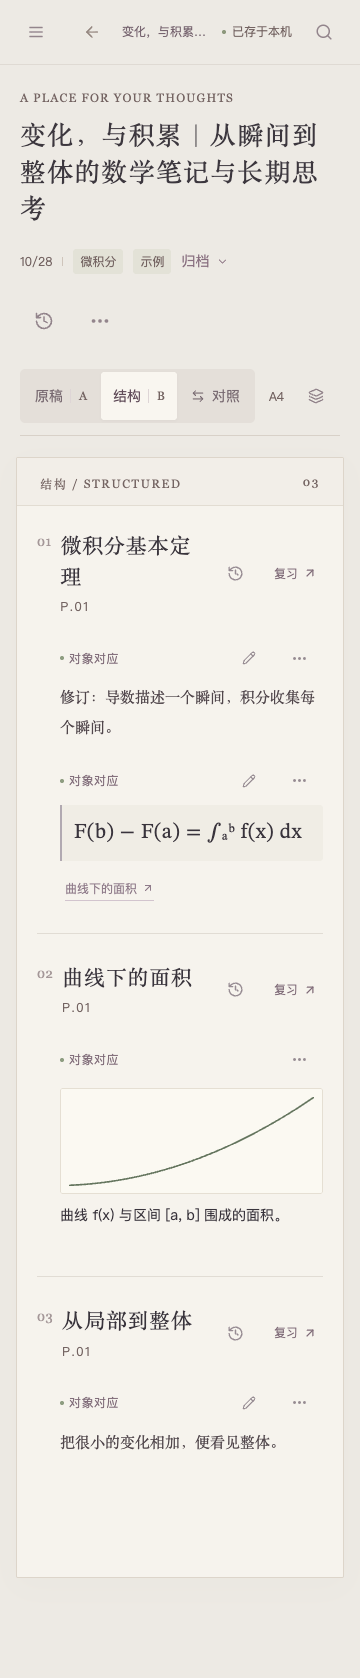 变化，与积累… 已存于本机
A PLACE FOR YOUR THOUGHTS
变化，与积累｜从瞬间到
整体的数学笔记与长期思
考
10/28 微积分 示例 归档
原稿 A 结构 B 对照 A4
结构 / STRUCTURED 03
01 微积分基本定
理
复习
P.01
对象对应
修订：导数描述一个瞬间，积分收集每
个瞬间。
对象对应
F(b) − F(a) = ∫ₐᵇ f(x) dx
曲线下的面积
02 曲线下的面积
复习
P.01
对象对应
曲线 f(x) 与区间 [a, b] 围成的面积。
03 从局部到整体
复习
P.01
对象对应
把很小的变化相加，便看见整体。